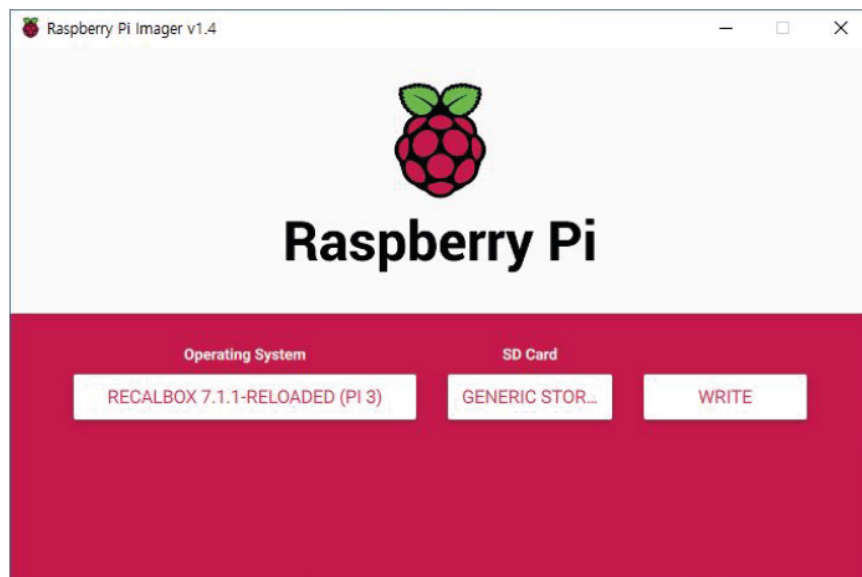 Raspberry Pi Imager v1.4
Raspberry Pi
Operating System
SD Card
RECALBOX 7.1.1-RELOADED (PI 3)
GENERIC STOR...
WRITE